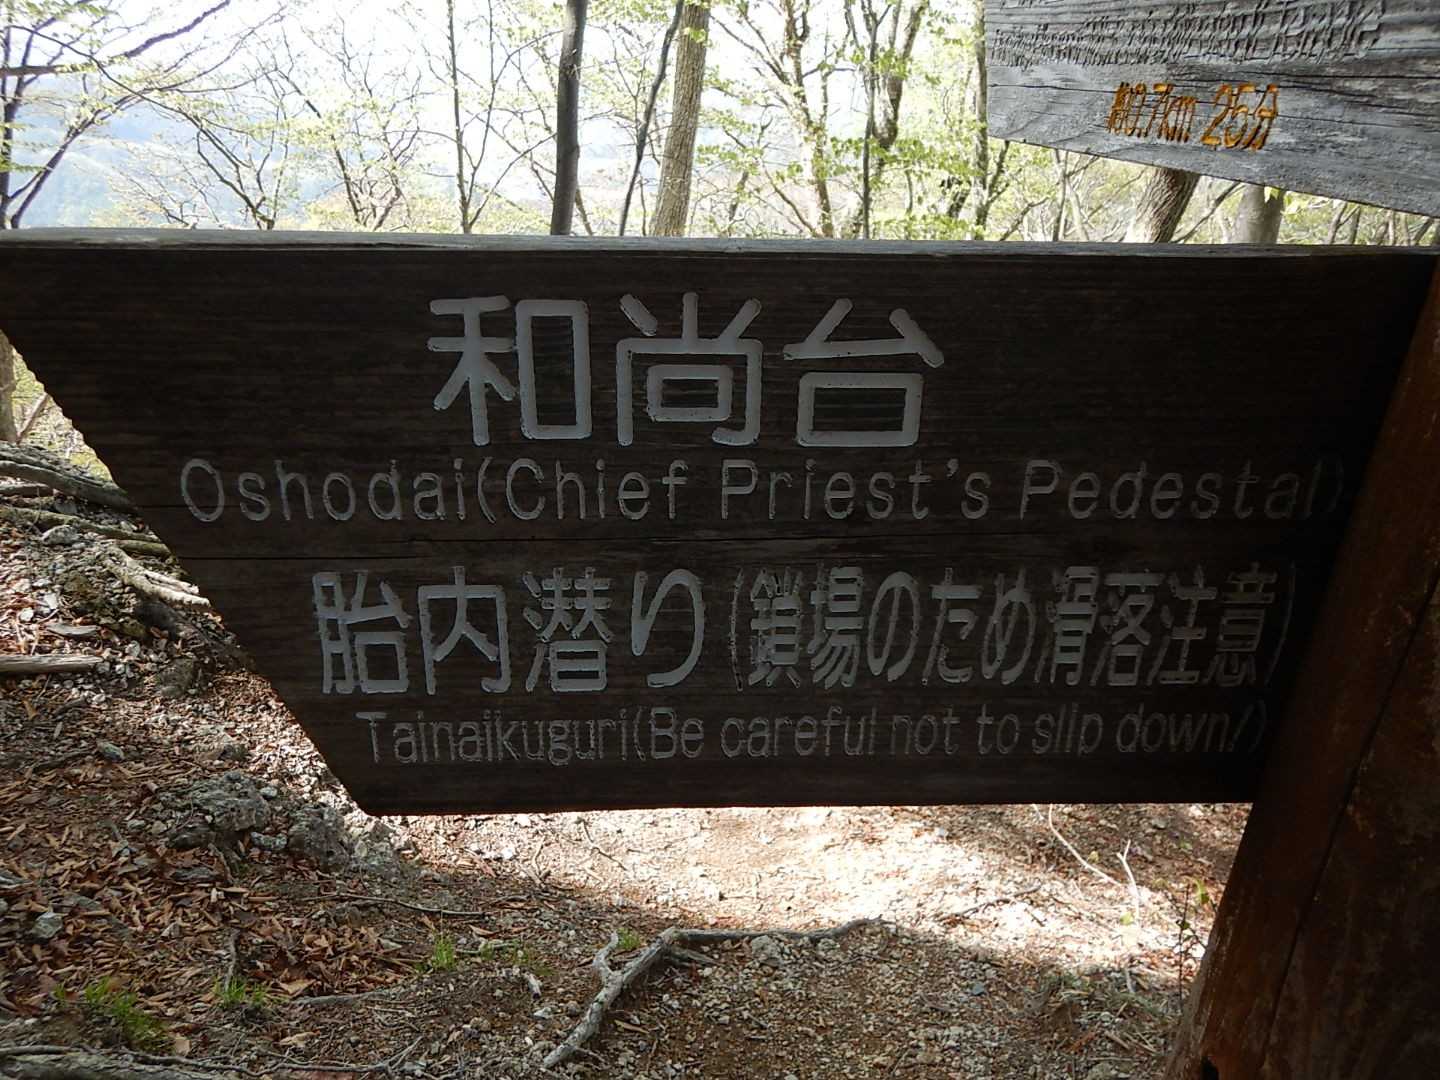 約0.7km 25分
和尚台
Oshodai(Chief Priest's Pedestal)
胎内潜り(鎖場のため滑落注意)
Tainaikuguri(Be careful not to slip down!)